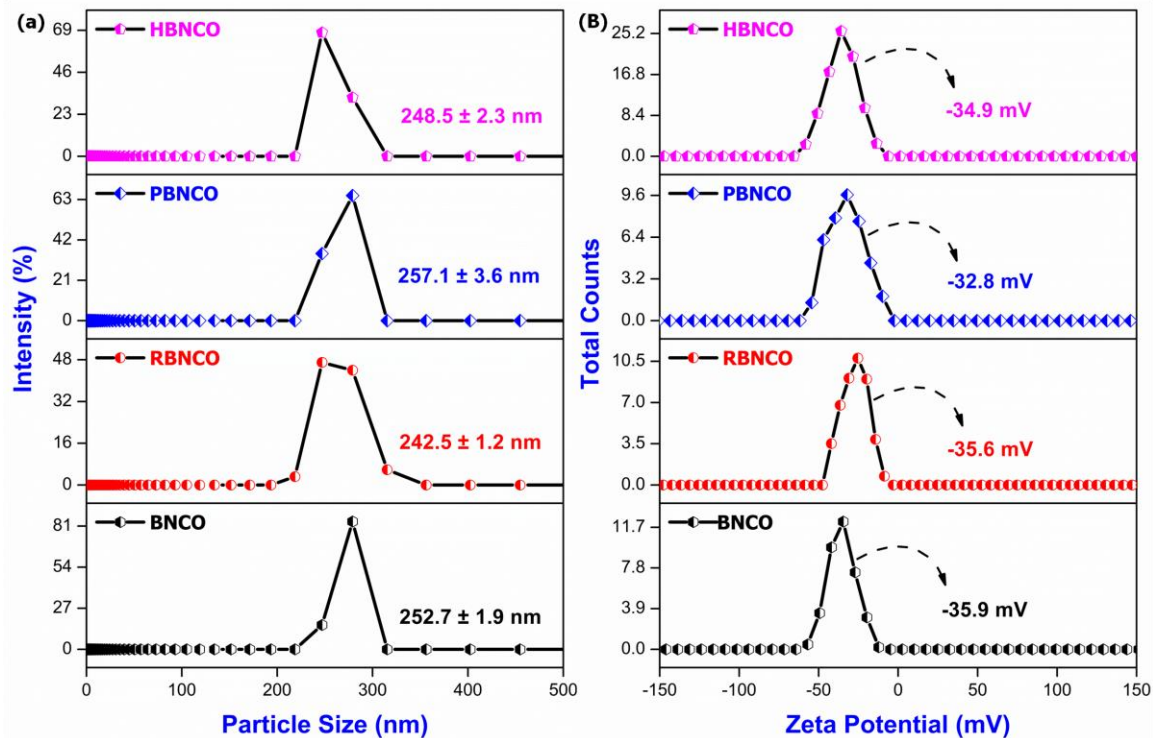 (a)
HBNCO
69
46
23
0
248.5 ± 2.3 nm
PBNCO
63
42
21
0
257.1 ± 3.6 nm
RBNCO
48
32
16
0
242.5 ± 1.2 nm
BNCO
81
54
27
0
252.7 ± 1.9 nm
0 100 200 300 400 500
Intensity (%)
Particle Size (nm)
(B)
HBNCO
25.2
16.8
8.4
0.0
-34.9 mV
PBNCO
9.6
6.4
3.2
0.0
-32.8 mV
RBNCO
10.5
7.0
3.5
0.0
-35.6 mV
BNCO
11.7
7.8
3.9
0.0
-35.9 mV
-150 -100 -50 0 50 100 150
Total Counts
Zeta Potential (mV)